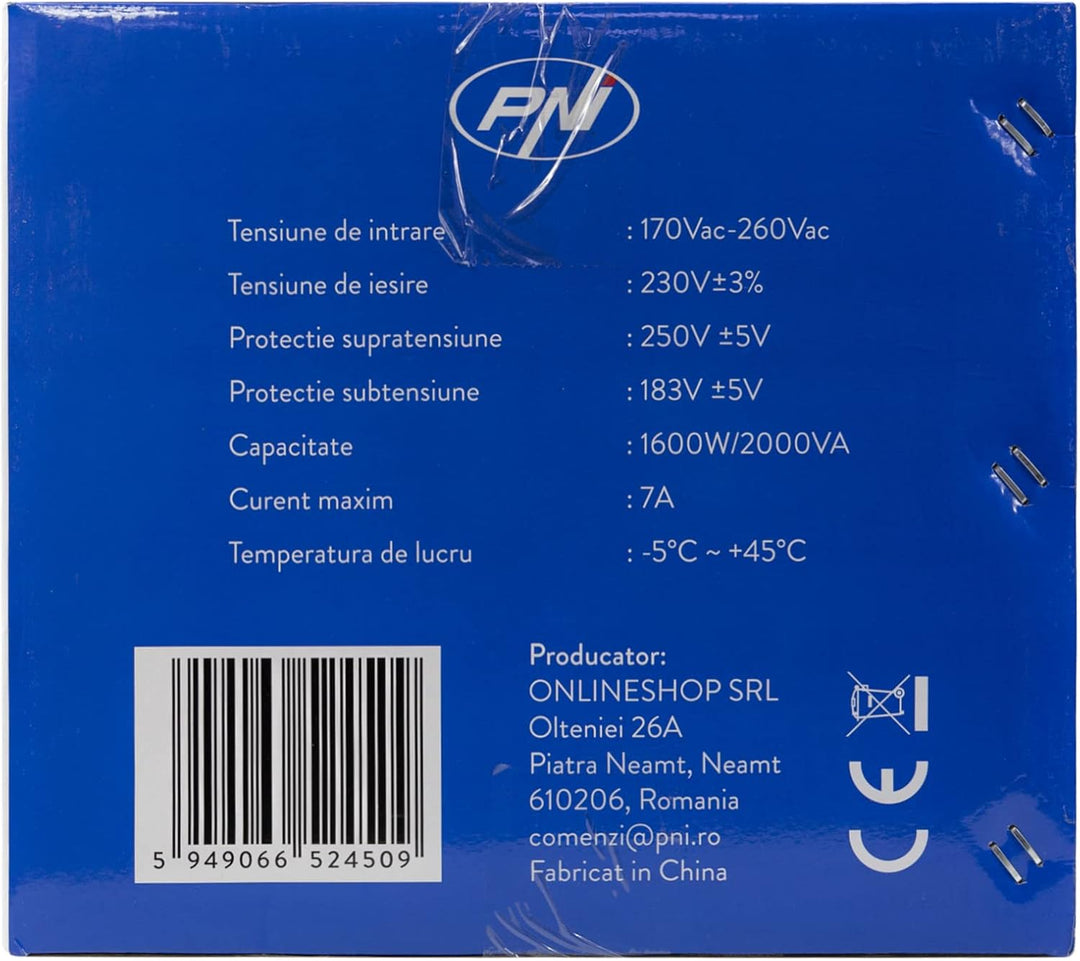 PNI
Tensiune de intrare : 170Vac-260Vac
Tensiune de iesire : 230V±3%
Protectie supratensiune : 250V ±5V
Protectie subtensiune : 183V ±5V
Capacitate : 1600W/2000VA
Curent maxim : 7A
Temperatura de lucru : -5°C ~ +45°C
Producator:
ONLINESHOP SRL
Olteniei 26A
Piatra Neamt, Neamt
610206, Romania
comenzi@pni.ro
Fabricat in China
CE
5 949066 524509